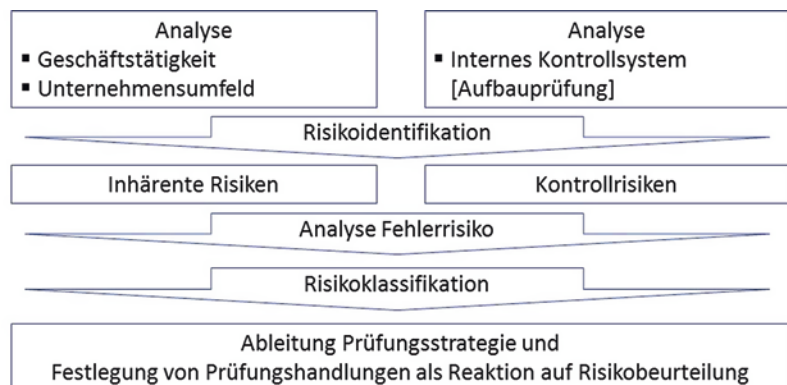 Analyse
▪ Geschäftstätigkeit
▪ Unternehmensumfeld
Analyse
▪ Internes Kontrollsystem
[Aufbauprüfung]
Risikoidentifikation
Inhärente Risiken
Kontrollrisiken
Analyse Fehlerrisiko
Risikoklassifikation
Ableitung Prüfungsstrategie und
Festlegung von Prüfungshandlungen als Reaktion auf Risikobeurteilung